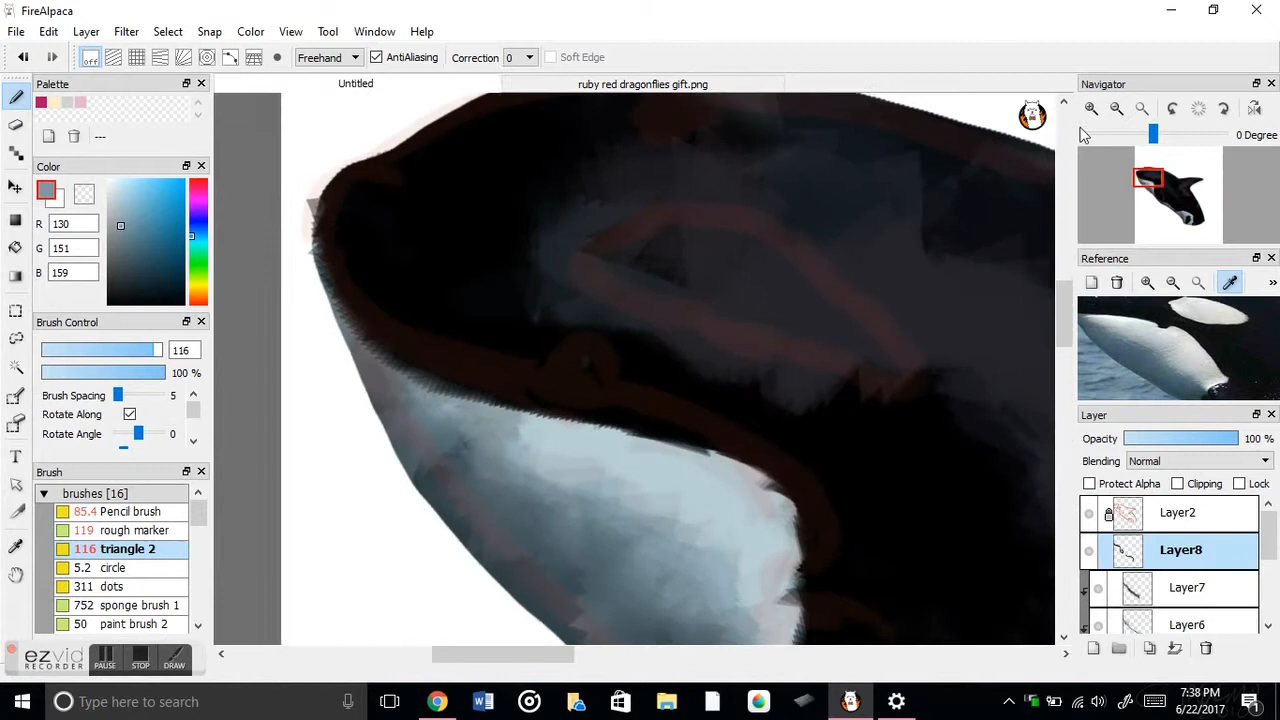 FireAlpaca
File Edit Layer Filter Select Snap Color View Tool Window Help
off Freehand AntiAliasing Correction 0 Soft Edge
Palette Untitled ruby red dragonflies gift.png Navigator
0 Degree
---
Color
R 130
G 151
B 159
Reference
»
Brush Control
116
100 %
Brush Spacing 5
Rotate Along
Rotate Angle 0
Layer
Opacity 100 %
Blending Normal
Protect Alpha Clipping Lock
Brush
brushes [16]
85.4 Pencil brush
119 rough marker
116 triangle 2
5.2 circle
311 dots
752 sponge brush 1
50 paint brush 2
Layer2
Layer8
Layer7
Layer6
ezvid
RECORDER
PAUSE STOP DRAW
Type here to search
7:38 PM
6/22/2017